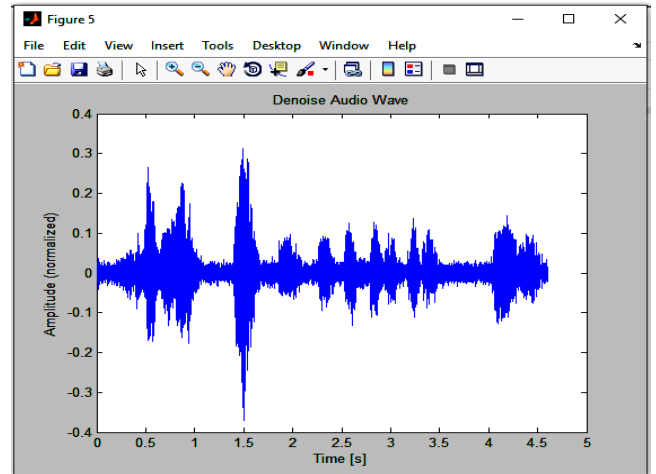 Figure 5
File Edit View Insert Tools Desktop Window Help
Denoise Audio Wave
0.4
0.3
0.2
0.1
0
-0.1
-0.2
-0.3
-0.4
Amplitude (normalized)
0 0.5 1 1.5 2 2.5 3 3.5 4 4.5 5
Time [s]